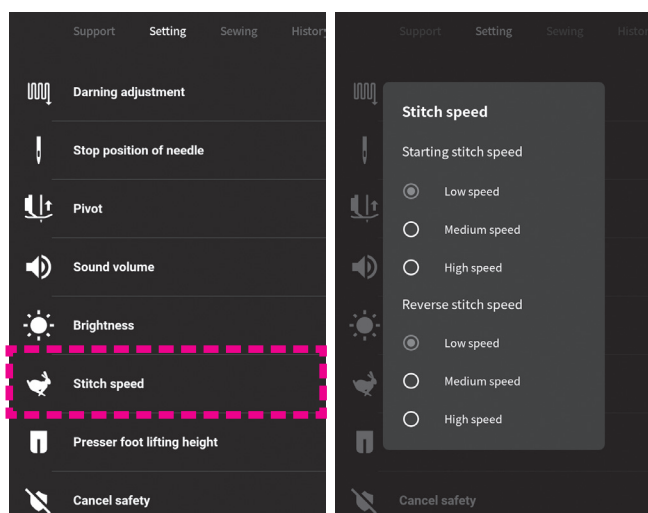 Support Setting Sewing History
Darning adjustment
Stop position of needle
Pivot
Sound volume
Brightness
Stitch speed
Presser foot lifting height
Cancel safety
Support Setting Sewing Histor
Stitch speed
Starting stitch speed
Low speed
Medium speed
High speed
Reverse stitch speed
Low speed
Medium speed
High speed
Cancel safety